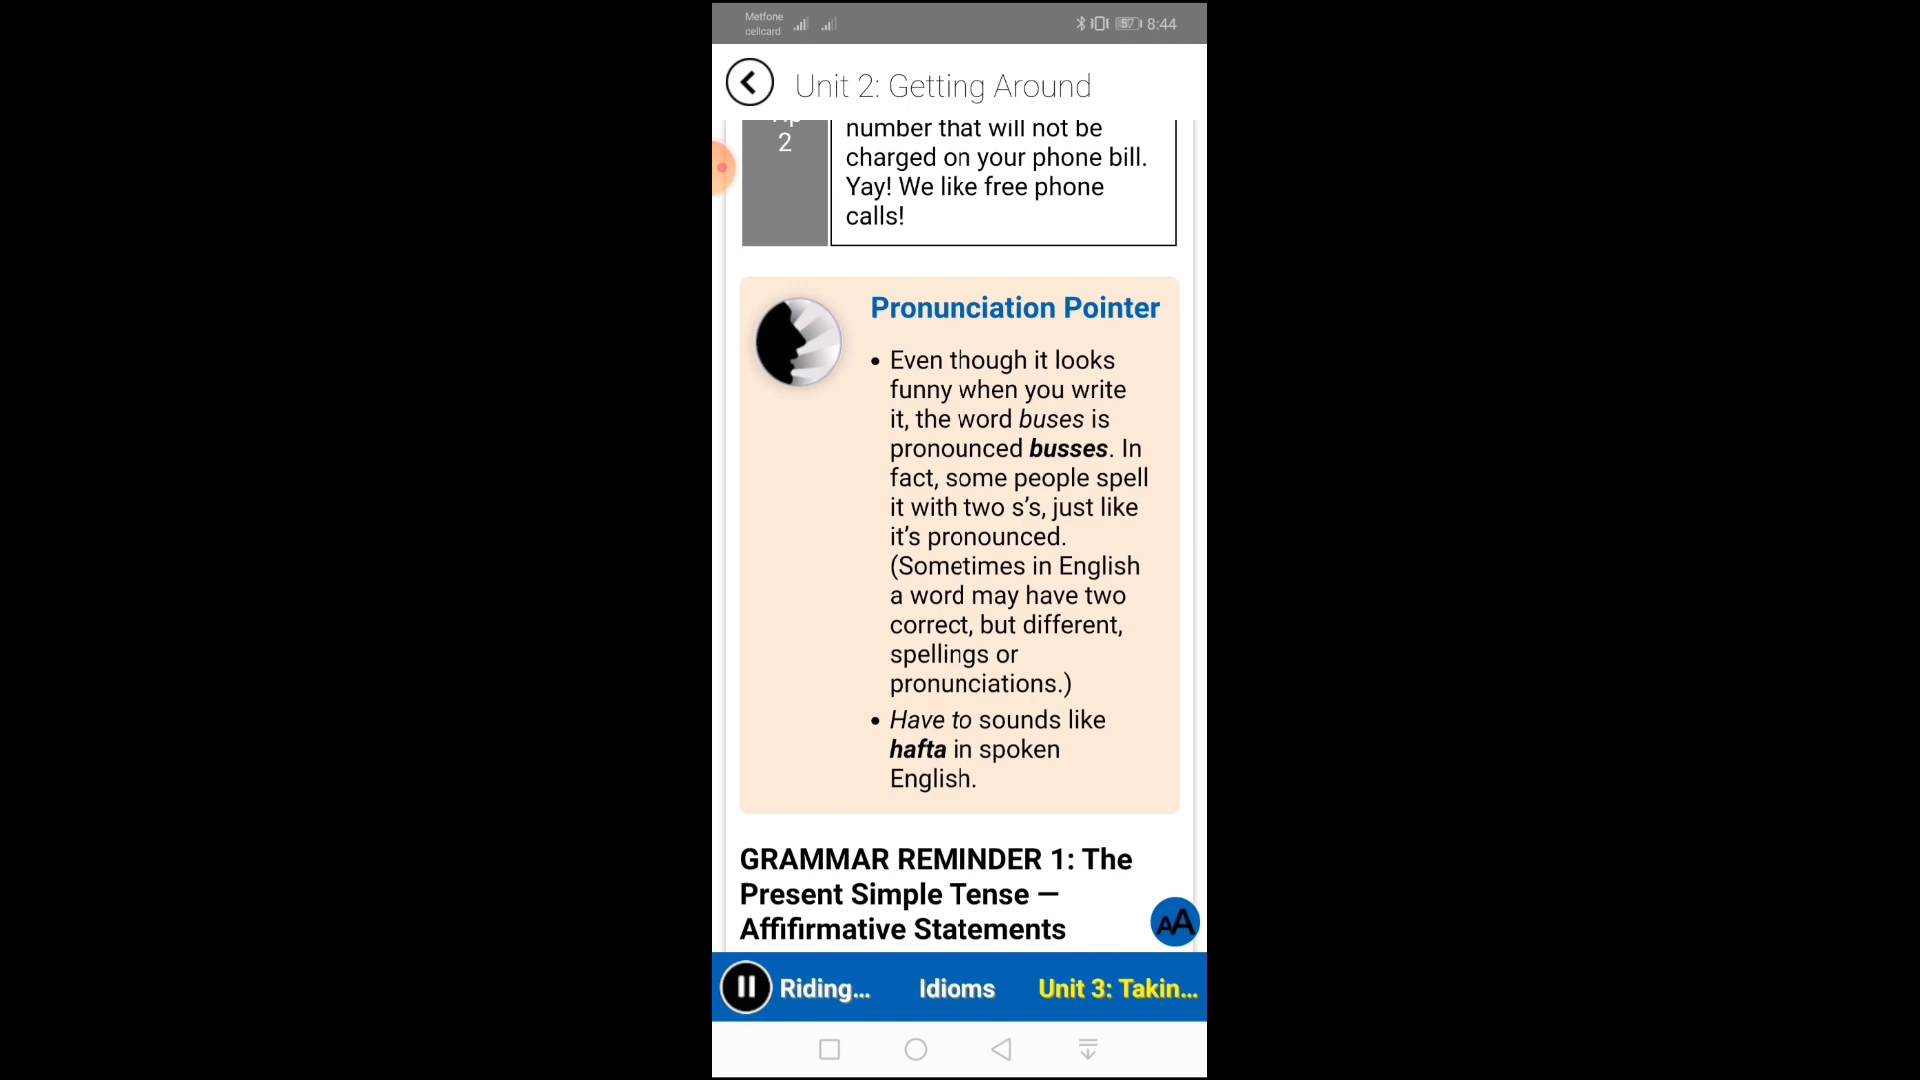 Metfone
cellcard
57 8:44
Unit 2: Getting Around
2
number that will not be
charged on your phone bill.
Yay! We like free phone
calls!
Pronunciation Pointer
• Even though it looks
funny when you write
it, the word buses is
pronounced busses. In
fact, some people spell
it with two s’s, just like
it’s pronounced.
(Sometimes in English
a word may have two
correct, but different,
spellings or
pronunciations.)
• Have to sounds like
hafta in spoken
English.
GRAMMAR REMINDER 1: The
Present Simple Tense —
Affifirmative Statements
AA
Riding... Idioms Unit 3: Takin...